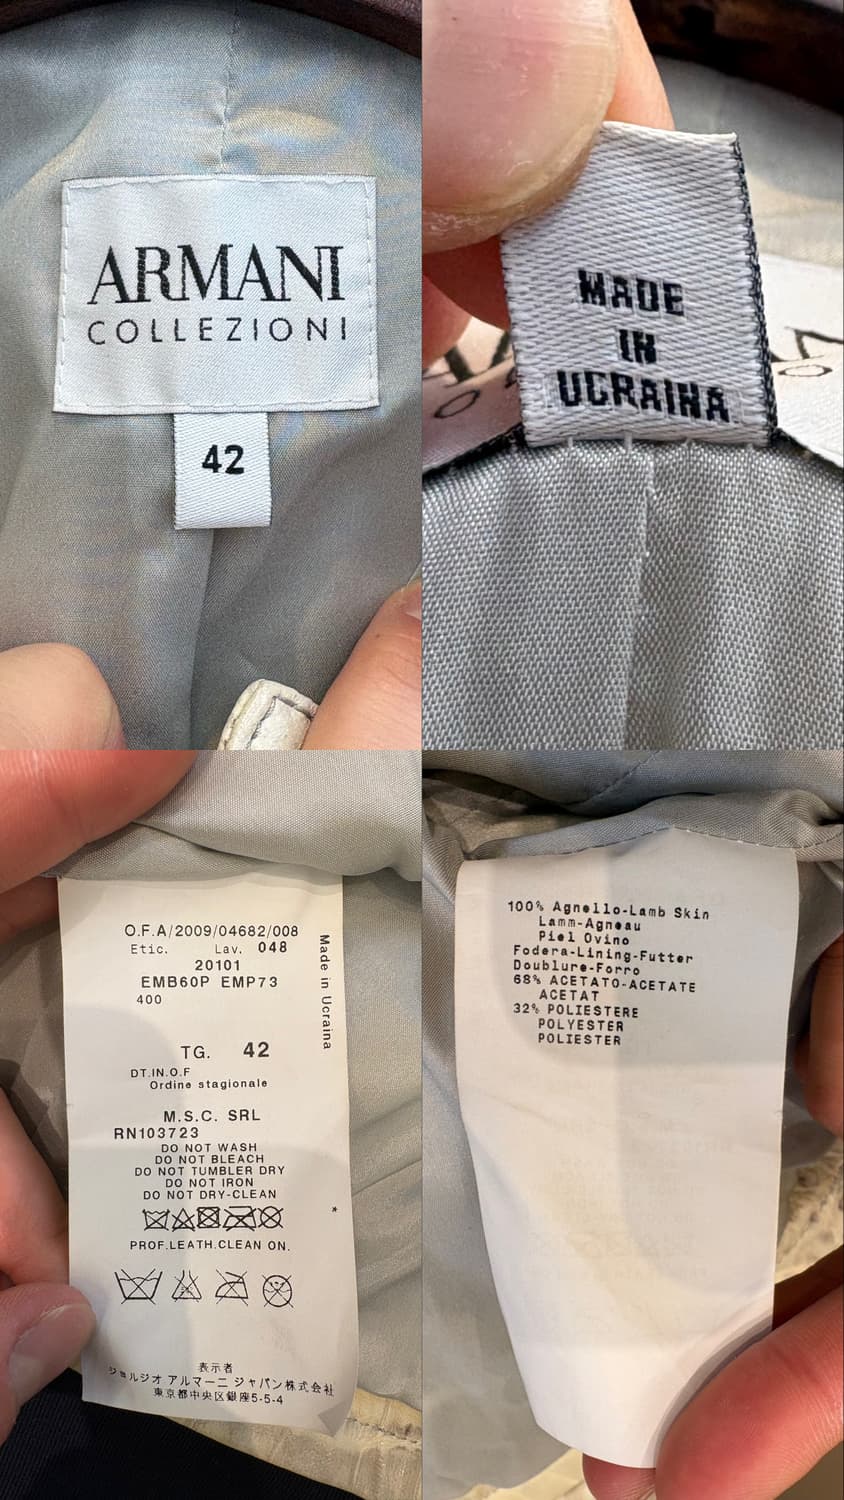 ARMANI
COLLEZIONI
42
MADE
IN
UCRAINA
O.F.A/2009/04682/008
Etic. Lav. 048
20101
EMB60P EMP73
400
Made in Ucraina
TG. 42
DT.IN.O.F
Ordine stagionale
M.S.C. SRL
RN103723
DO NOT WASH
DO NOT BLEACH
DO NOT TUMBLER DRY
DO NOT IRON
DO NOT DRY-CLEAN
*
PROF.LEATH.CLEAN ON.
表示者
ジョルジオ アルマーニ ジャパン株式会社
東京都中央区銀座5-5-4
100% Agnello-Lamb Skin
Lamm-Agneau
Piel Ovino
Fodera-Lining-Futter
Doublure-Forro
68% ACETATO-ACETATE
ACETAT
32% POLIESTERE
POLYESTER
POLIESTER